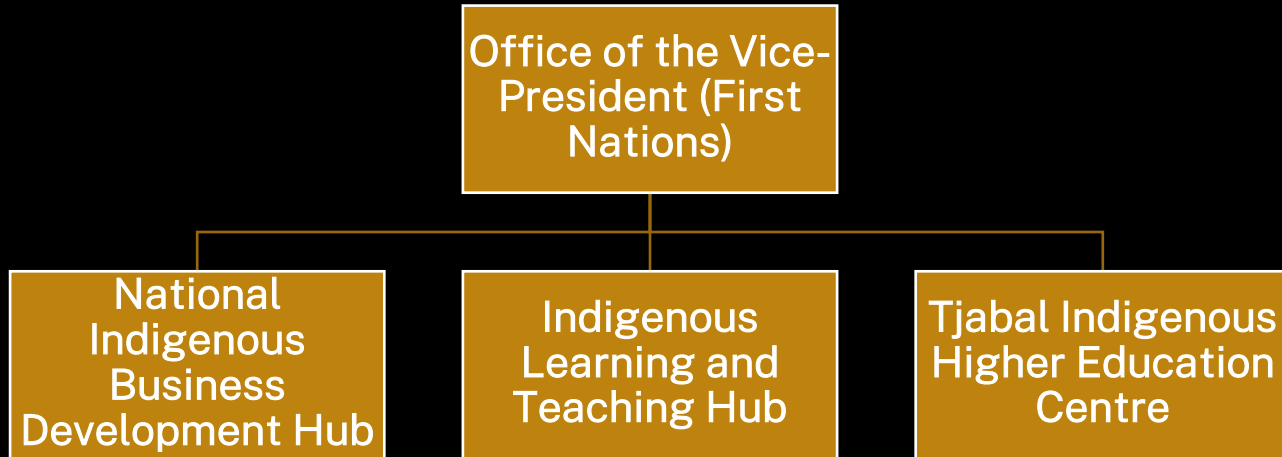 Office of the Vice-
President (First
Nations)
National
Indigenous
Business
Development Hub
Indigenous
Learning and
Teaching Hub
Tjabal Indigenous
Higher Education
Centre